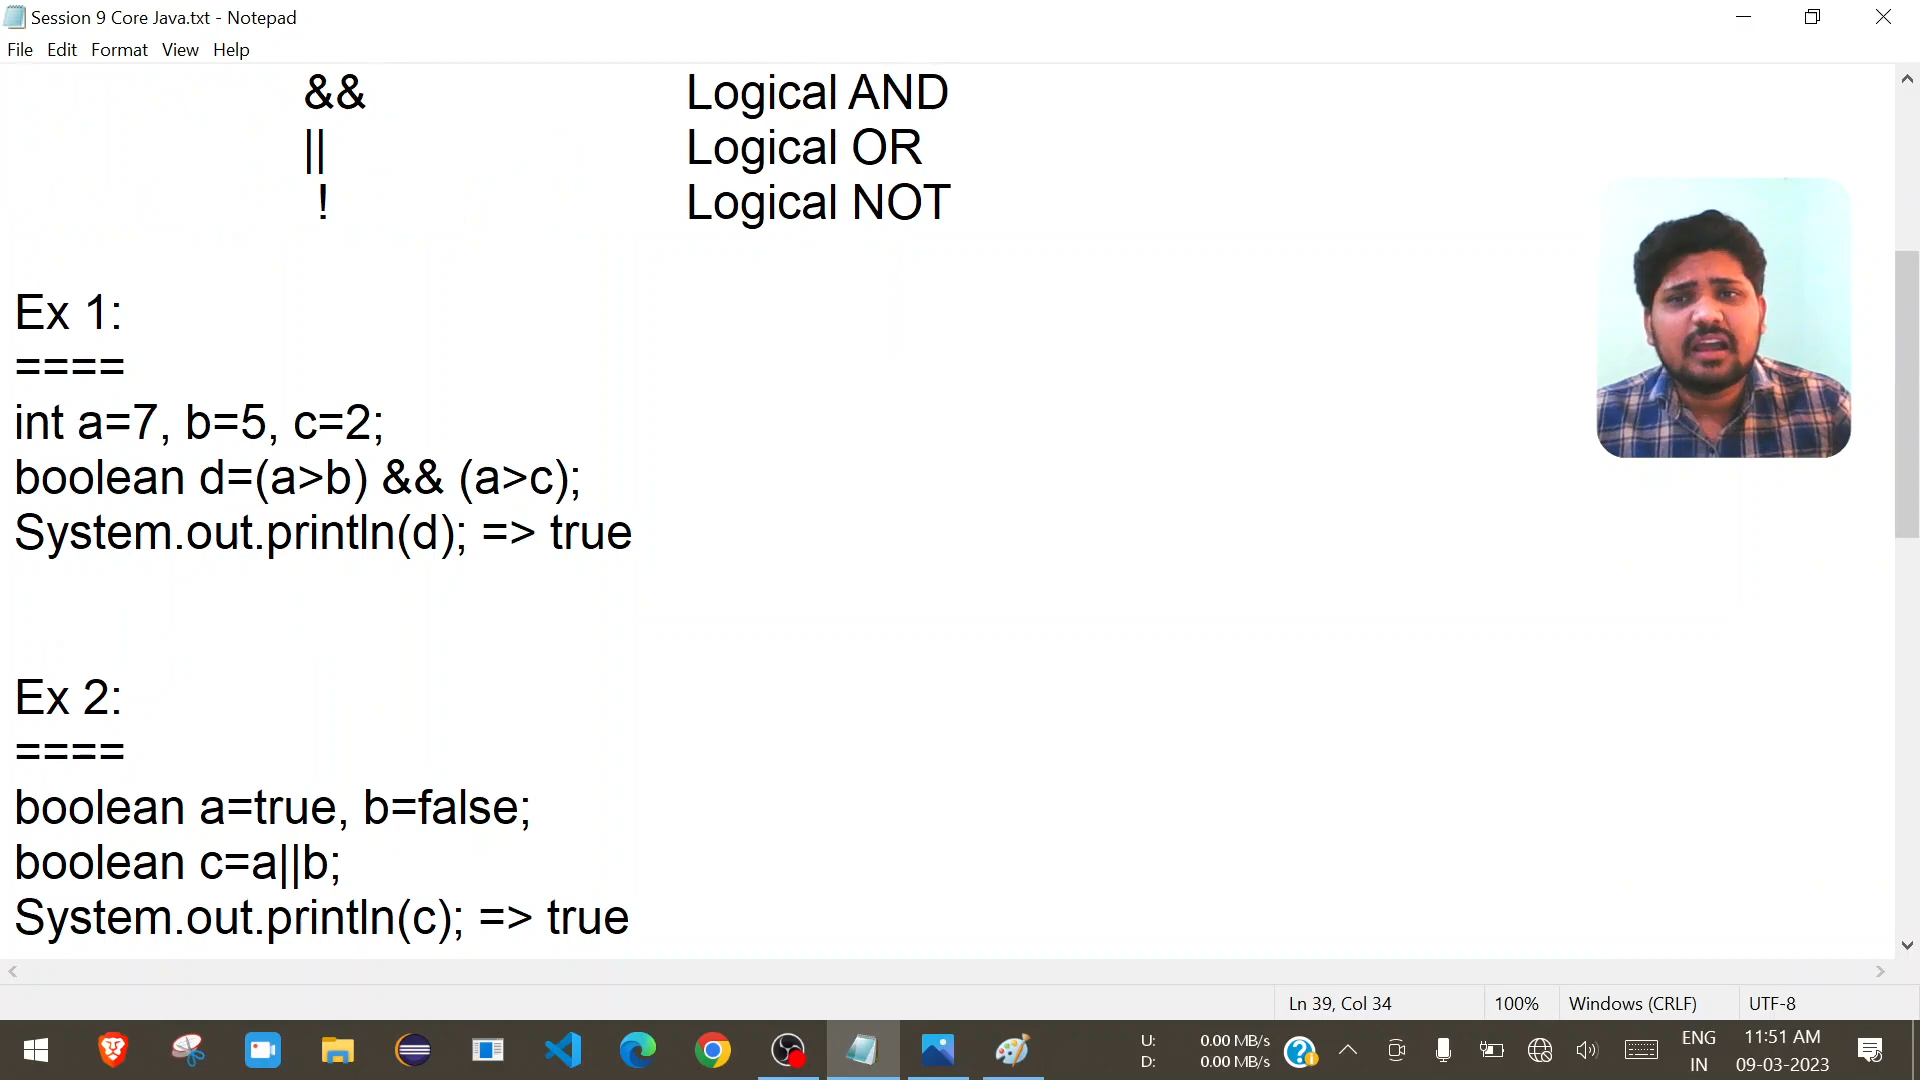 Session 9 Core Java.txt - Notepad
File Edit Format View Help
&& Logical AND
|| Logical OR
! Logical NOT
Ex 1:
====
int a=7, b=5, c=2;
boolean d=(a>b) && (a>c);
System.out.println(d); => true
Ex 2:
====
boolean a=true, b=false;
boolean c=a||b;
System.out.println(c); => true
Ln 39, Col 34 100% Windows (CRLF) UTF-8
U: 0.00 MB/s
D: 0.00 MB/s
ENG
IN
11:51 AM
09-03-2023